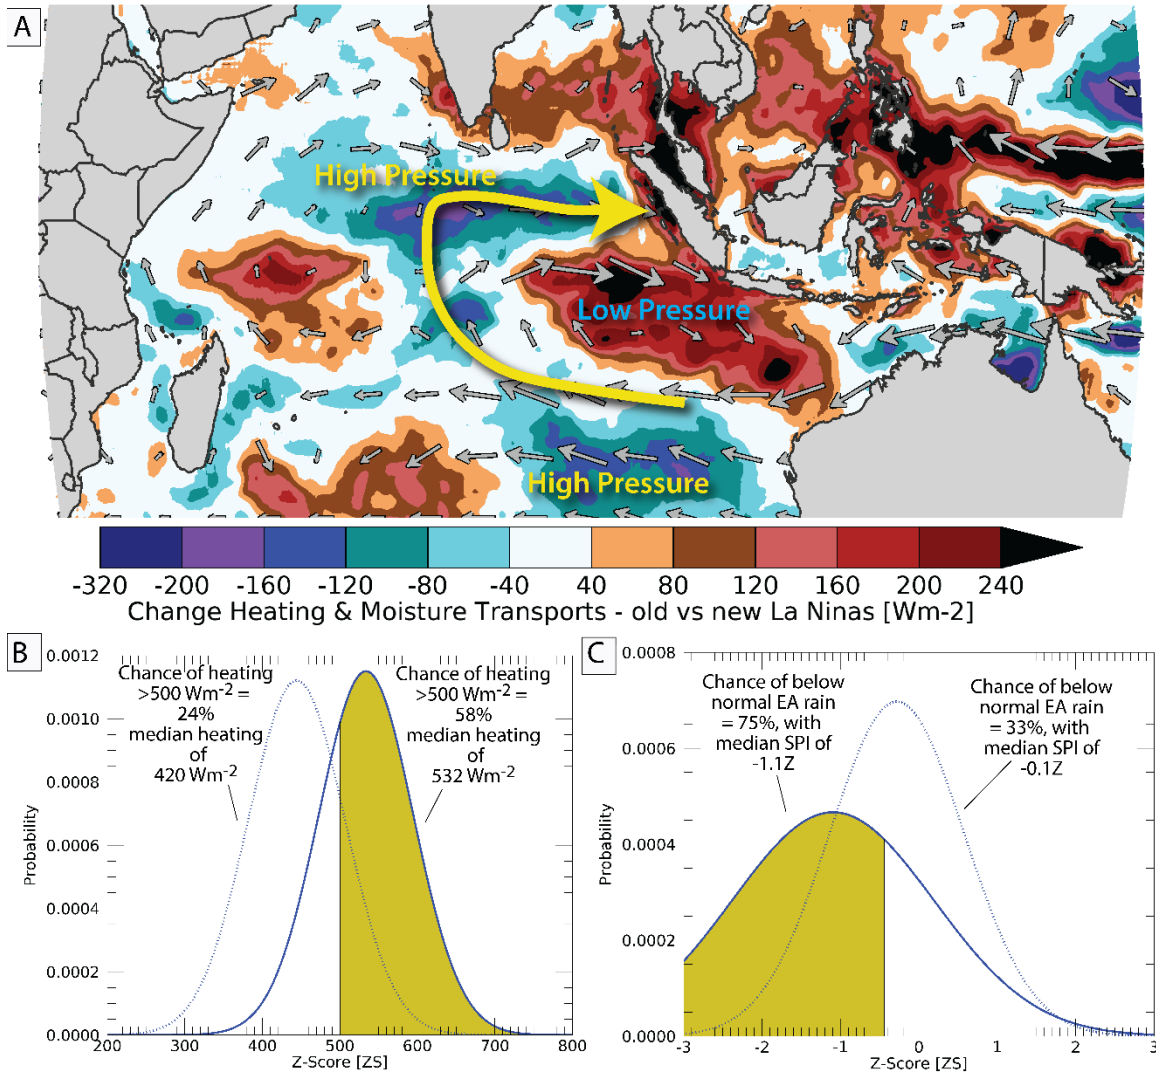 A
High Pressure
Low Pressure
High Pressure
-320 -200 -160 -120 -80 -40 40 80 120 160 200 240
Change Heating & Moisture Transports - old vs new La Ninas [Wm-2]
B
Chance of heating
>500 Wm-2 =
24%
median heating
of
420 Wm-2
Chance of heating
>500 Wm-2 =
58%
median heating
of
532 Wm-2
0.0012
0.0010
0.0008
0.0006
0.0004
0.0002
0.0000
Probability
200 300 400 500 600 700 800
Z-Score [ZS]
C
Chance of below
normal EA rain
= 75%, with
median SPI of
-1.1Z
Chance of below
normal EA rain
= 33%, with
median SPI of
-0.1Z
0.0008
0.0006
0.0004
0.0002
0.0000
Probability
-3 -2 -1 0 1 2 3
Z-Score [ZS]